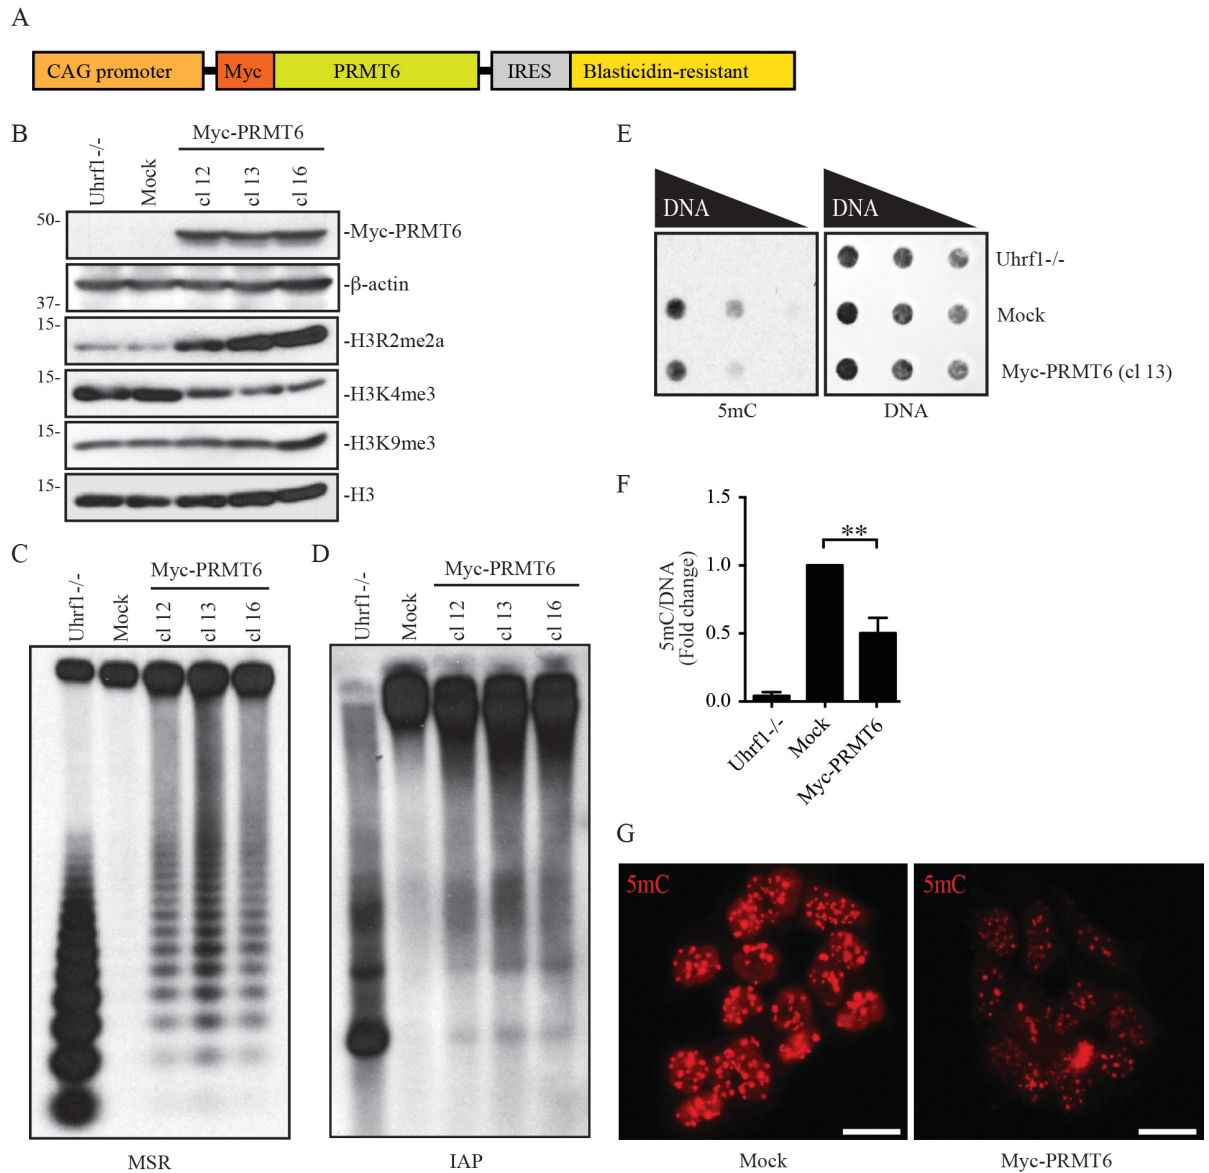 A
CAG promoter Myc PRMT6 IRES Blasticidin-resistant
B
Uhrf1-/- Mock Myc-PRMT6 cl 12 cl 13 cl 16
50- -Myc-PRMT6
37- -β-actin
15- -H3R2me2a
15- -H3K4me3
15- -H3K9me3
15- -H3
C
Uhrf1-/- Mock Myc-PRMT6 cl 12 cl 13 cl 16
MSR
D
Uhrf1-/- Mock Myc-PRMT6 cl 12 cl 13 cl 16
IAP
E
DNA DNA
Uhrf1-/-
Mock
Myc-PRMT6 (cl 13)
5mC DNA
F
5mC/DNA
(Fold change)
1.5
1.0
0.5
0.0
**
Uhrf1-/- Mock Myc-PRMT6
G
5mC 5mC
Mock Myc-PRMT6